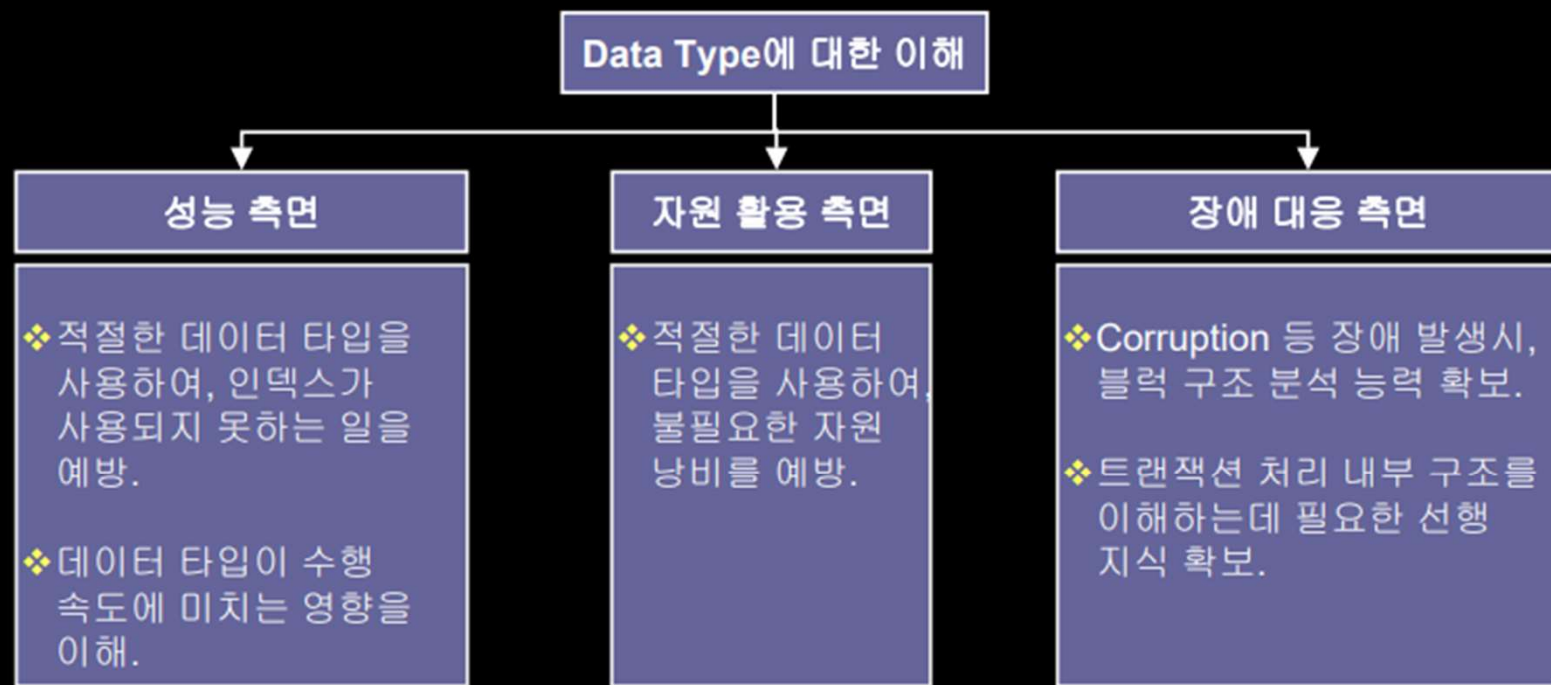 Data Type에 대한 이해
성능 측면
❖적절한 데이터 타입을
사용하여, 인덱스가
사용되지 못하는 일을
예방.
❖데이터 타입이 수행
속도에 미치는 영향을
이해.
자원 활용 측면
❖적절한 데이터
타입을 사용하여,
불필요한 자원
낭비를 예방.
장애 대응 측면
❖Corruption 등 장애 발생시,
블럭 구조 분석 능력 확보.
❖트랜잭션 처리 내부 구조를
이해하는데 필요한 선행
지식 확보.